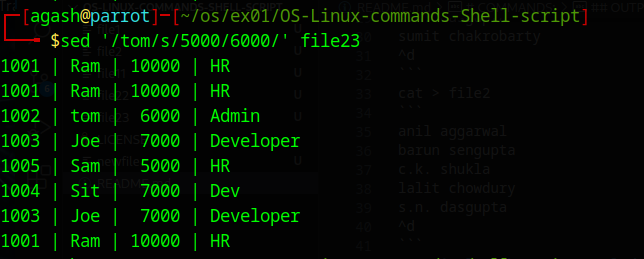 [agash@parrot]-[~/os/ex01/OS-Linux-commands-Shell-script]
$sed '/tom/s/5000/6000/' file23
1001 | Ram | 10000 | HR
1001 | Ram | 10000 | HR
1002 | tom |  6000 | Admin
1003 | Joe |  7000 | Developer
1005 | Sam |  5000 | HR
1004 | Sit |  7000 | Dev
1003 | Joe |  7000 | Developer
1001 | Ram | 10000 | HR
sumit chakrobarty
^d
```
cat > file2
```
anil aggarwal
barun sengupta
c.k. shukla
lalit chowdury
s.n. dasgupta
^d
```